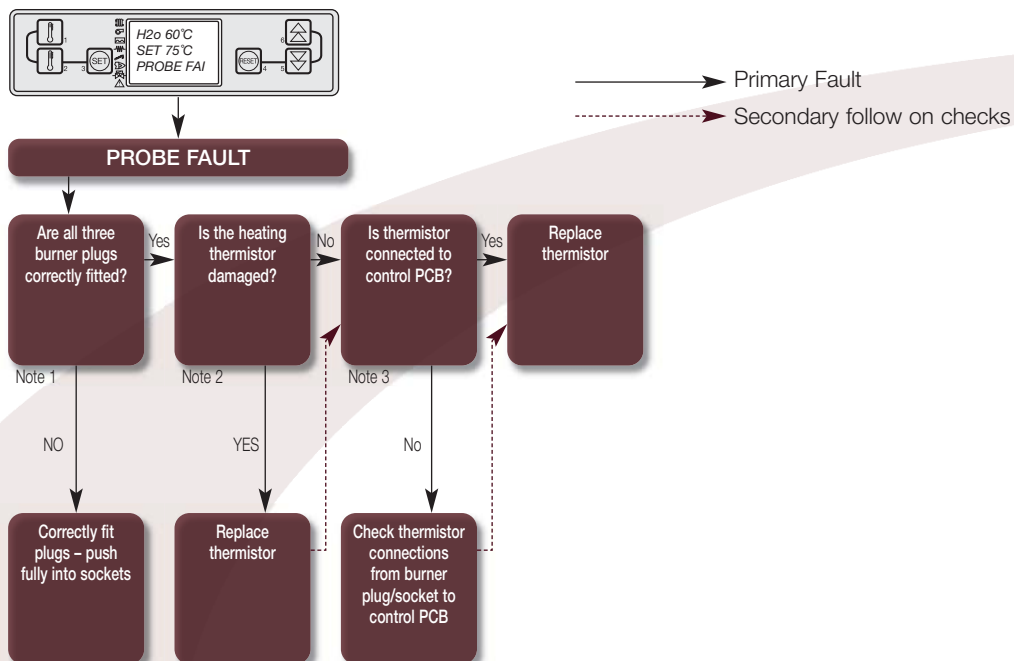 H2o 60°C
SET 75°C
PROBE FAI
1
2
3
SET
RESET
4
5
6
Primary Fault
Secondary follow on checks
PROBE FAULT
Are all three
burner plugs
correctly fitted?
Yes
Is the heating
thermistor
damaged?
No
Is thermistor
connected to
control PCB?
Yes
Replace
thermistor
Note 1
Note 2
Note 3
NO
YES
No
Correctly fit
plugs – push
fully into sockets
Replace
thermistor
Check thermistor
connections
from burner
plug/socket to
control PCB